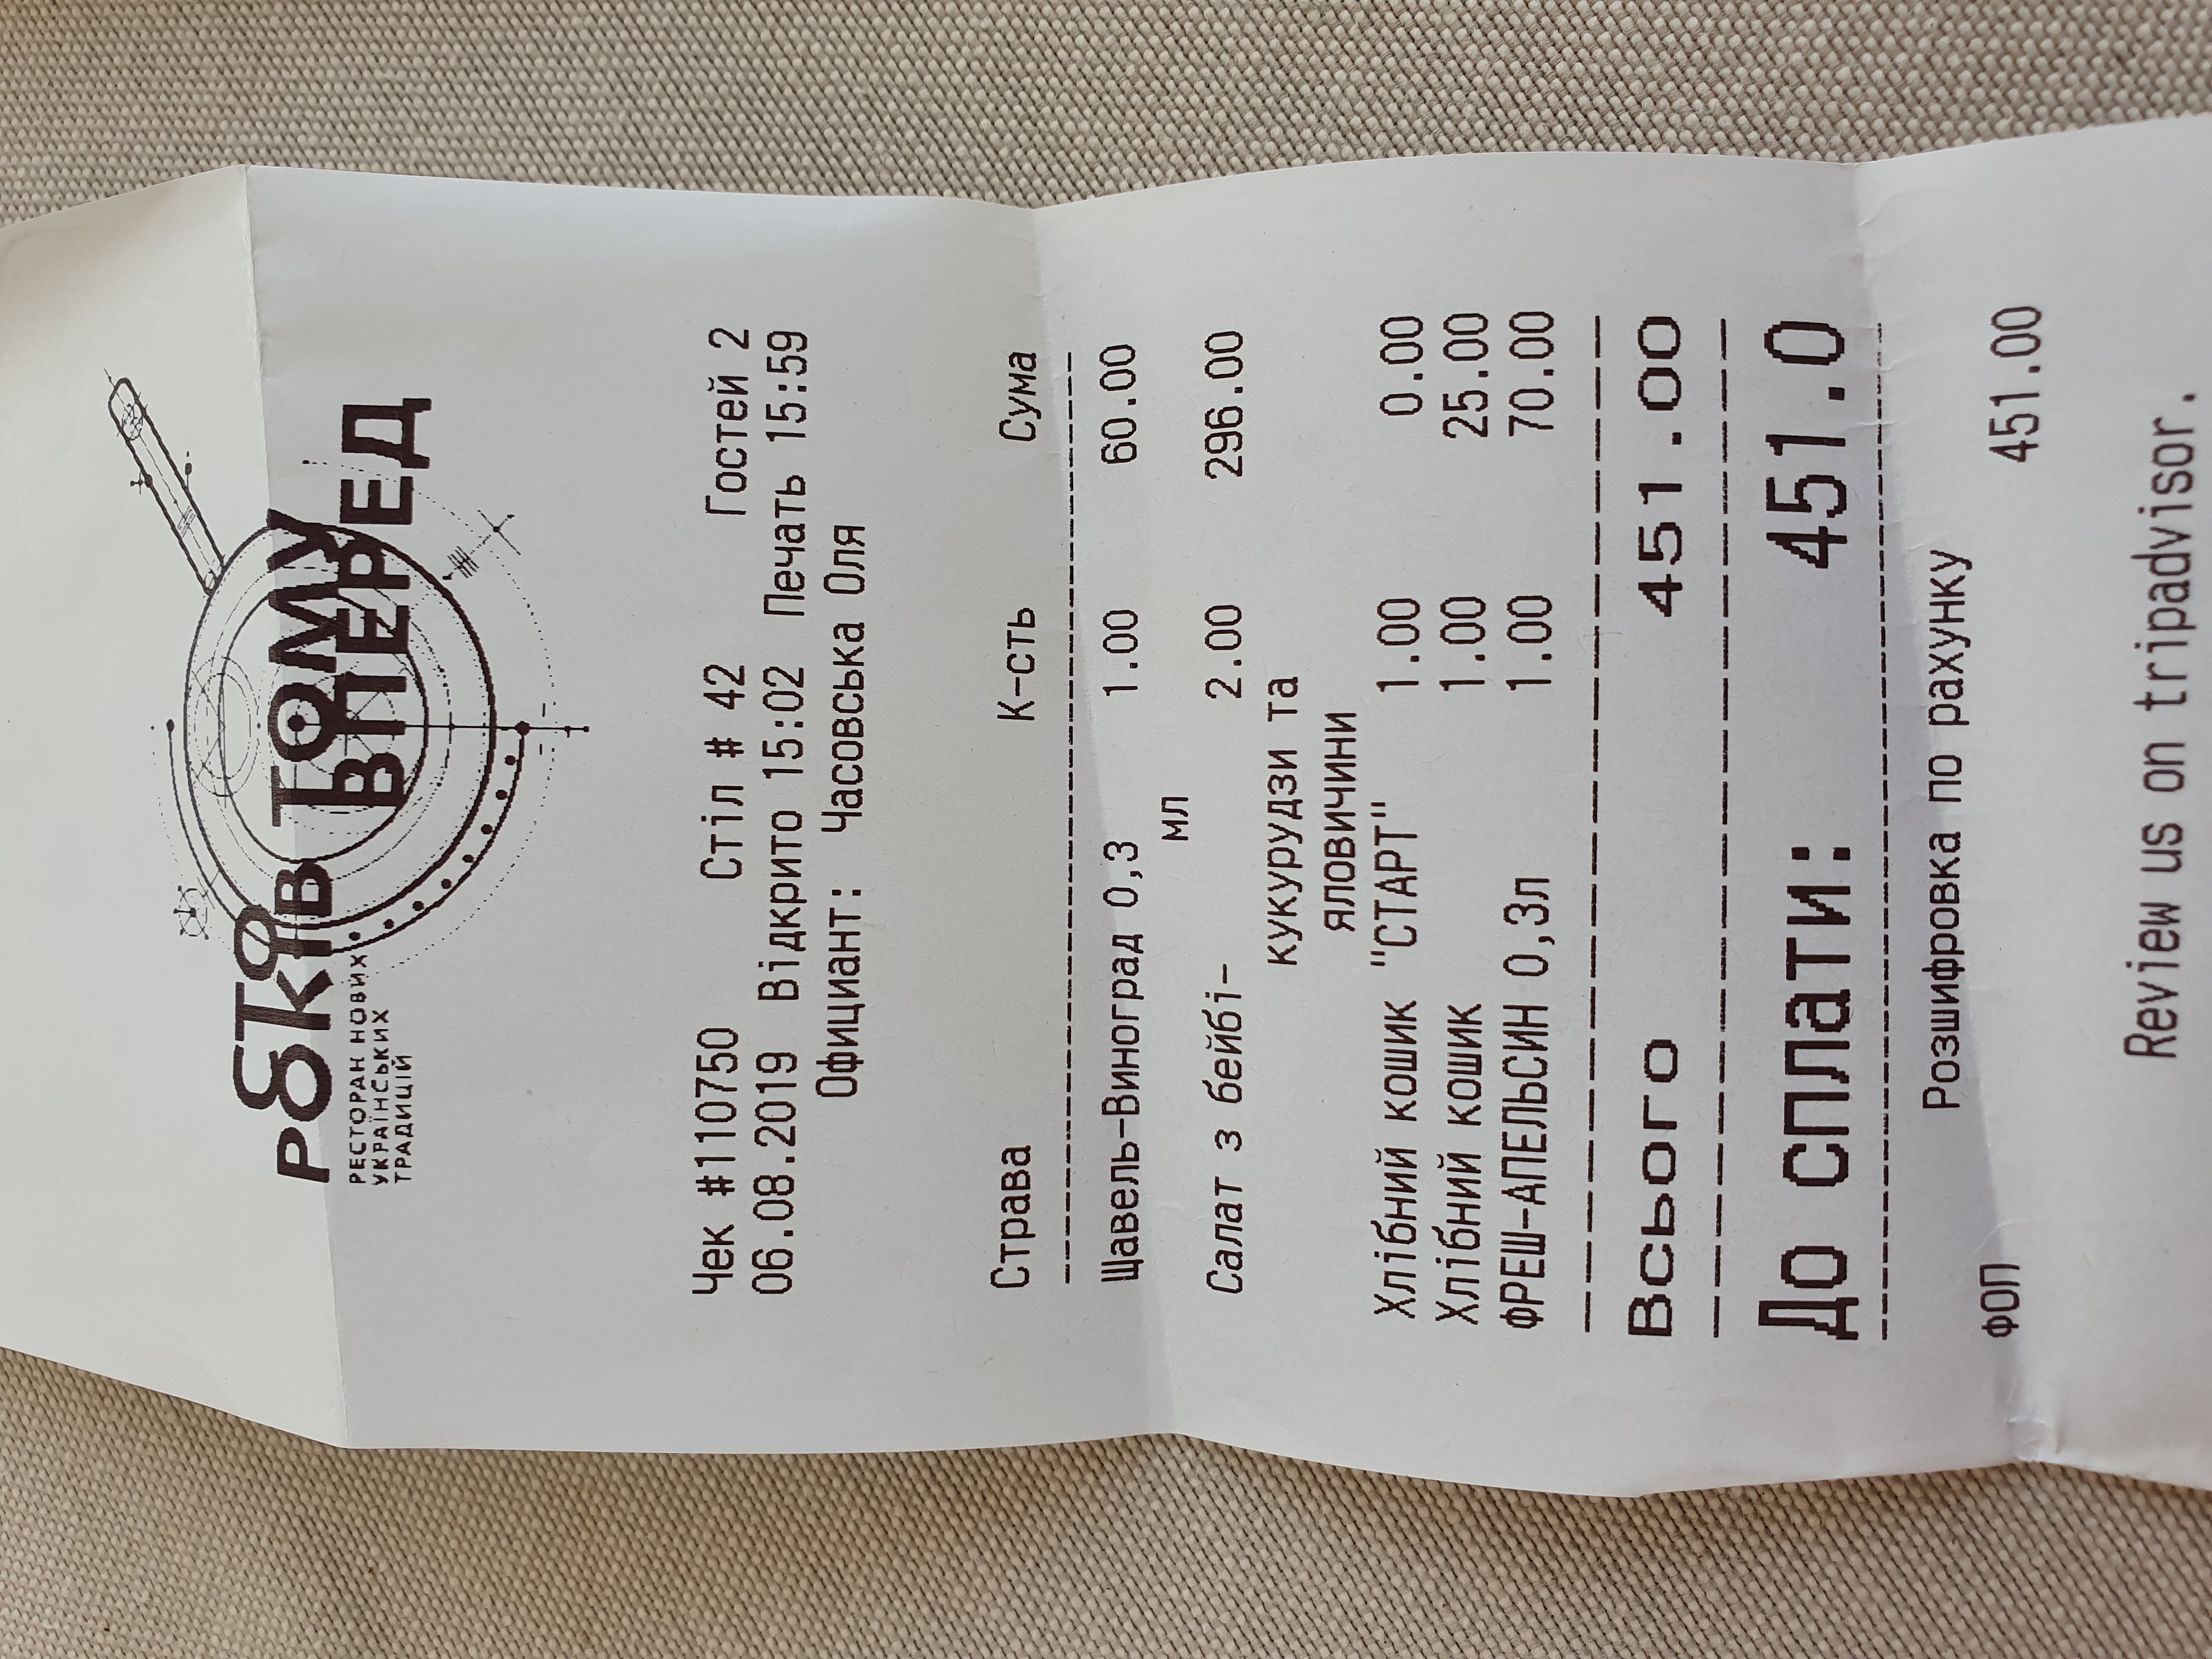 100 РОКІВ ТОМУ
ВПЕРЕД
РЕСТОРАН НОВИХ
УКРАЇНСЬКИХ
ТРАДИЦІЙ
Чек #110750 Стіл # 42 Гостей 2
06.08.2019 Відкрито 15:02 Печать 15:59
Официант: Часовська Оля
Страва К-сть Сума
Щавель-Виноград 0,3 1.00 60.00
мл
Салат з бейбі- 2.00 296.00
кукурудзи та
яловичини
Хлібний кошик "СТАРТ" 1.00 0.00
Хлібний кошик 1.00 25.00
ФРЕШ-АПЕЛЬСИН 0,3л 1.00 70.00
Всього 451.00
До сплати: 451.0
Розшифровка по рахунку
ФОП 451.00
Review us on tripadvisor.